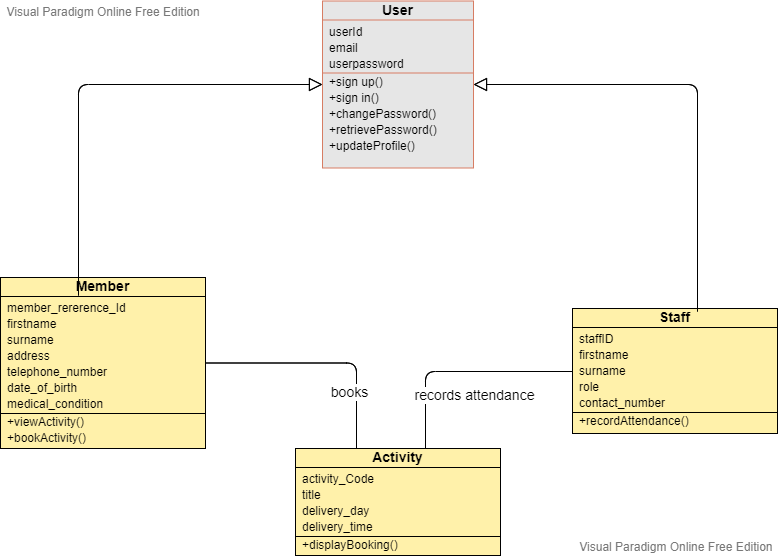 Visual Paradigm Online Free Edition
User
userId
email
userpassword
+sign up()
+sign in()
+changePassword()
+retrievePassword()
+updateProfile()
Member
member_rererence_Id
firstname
surname
address
telephone_number
date_of_birth
medical_condition
+viewActivity()
+bookActivity()
Staff
staffID
firstname
surname
role
contact_number
+recordAttendance()
books
records attendance
Activity
activity_Code
title
delivery_day
delivery_time
+displayBooking()
Visual Paradigm Online Free Edition